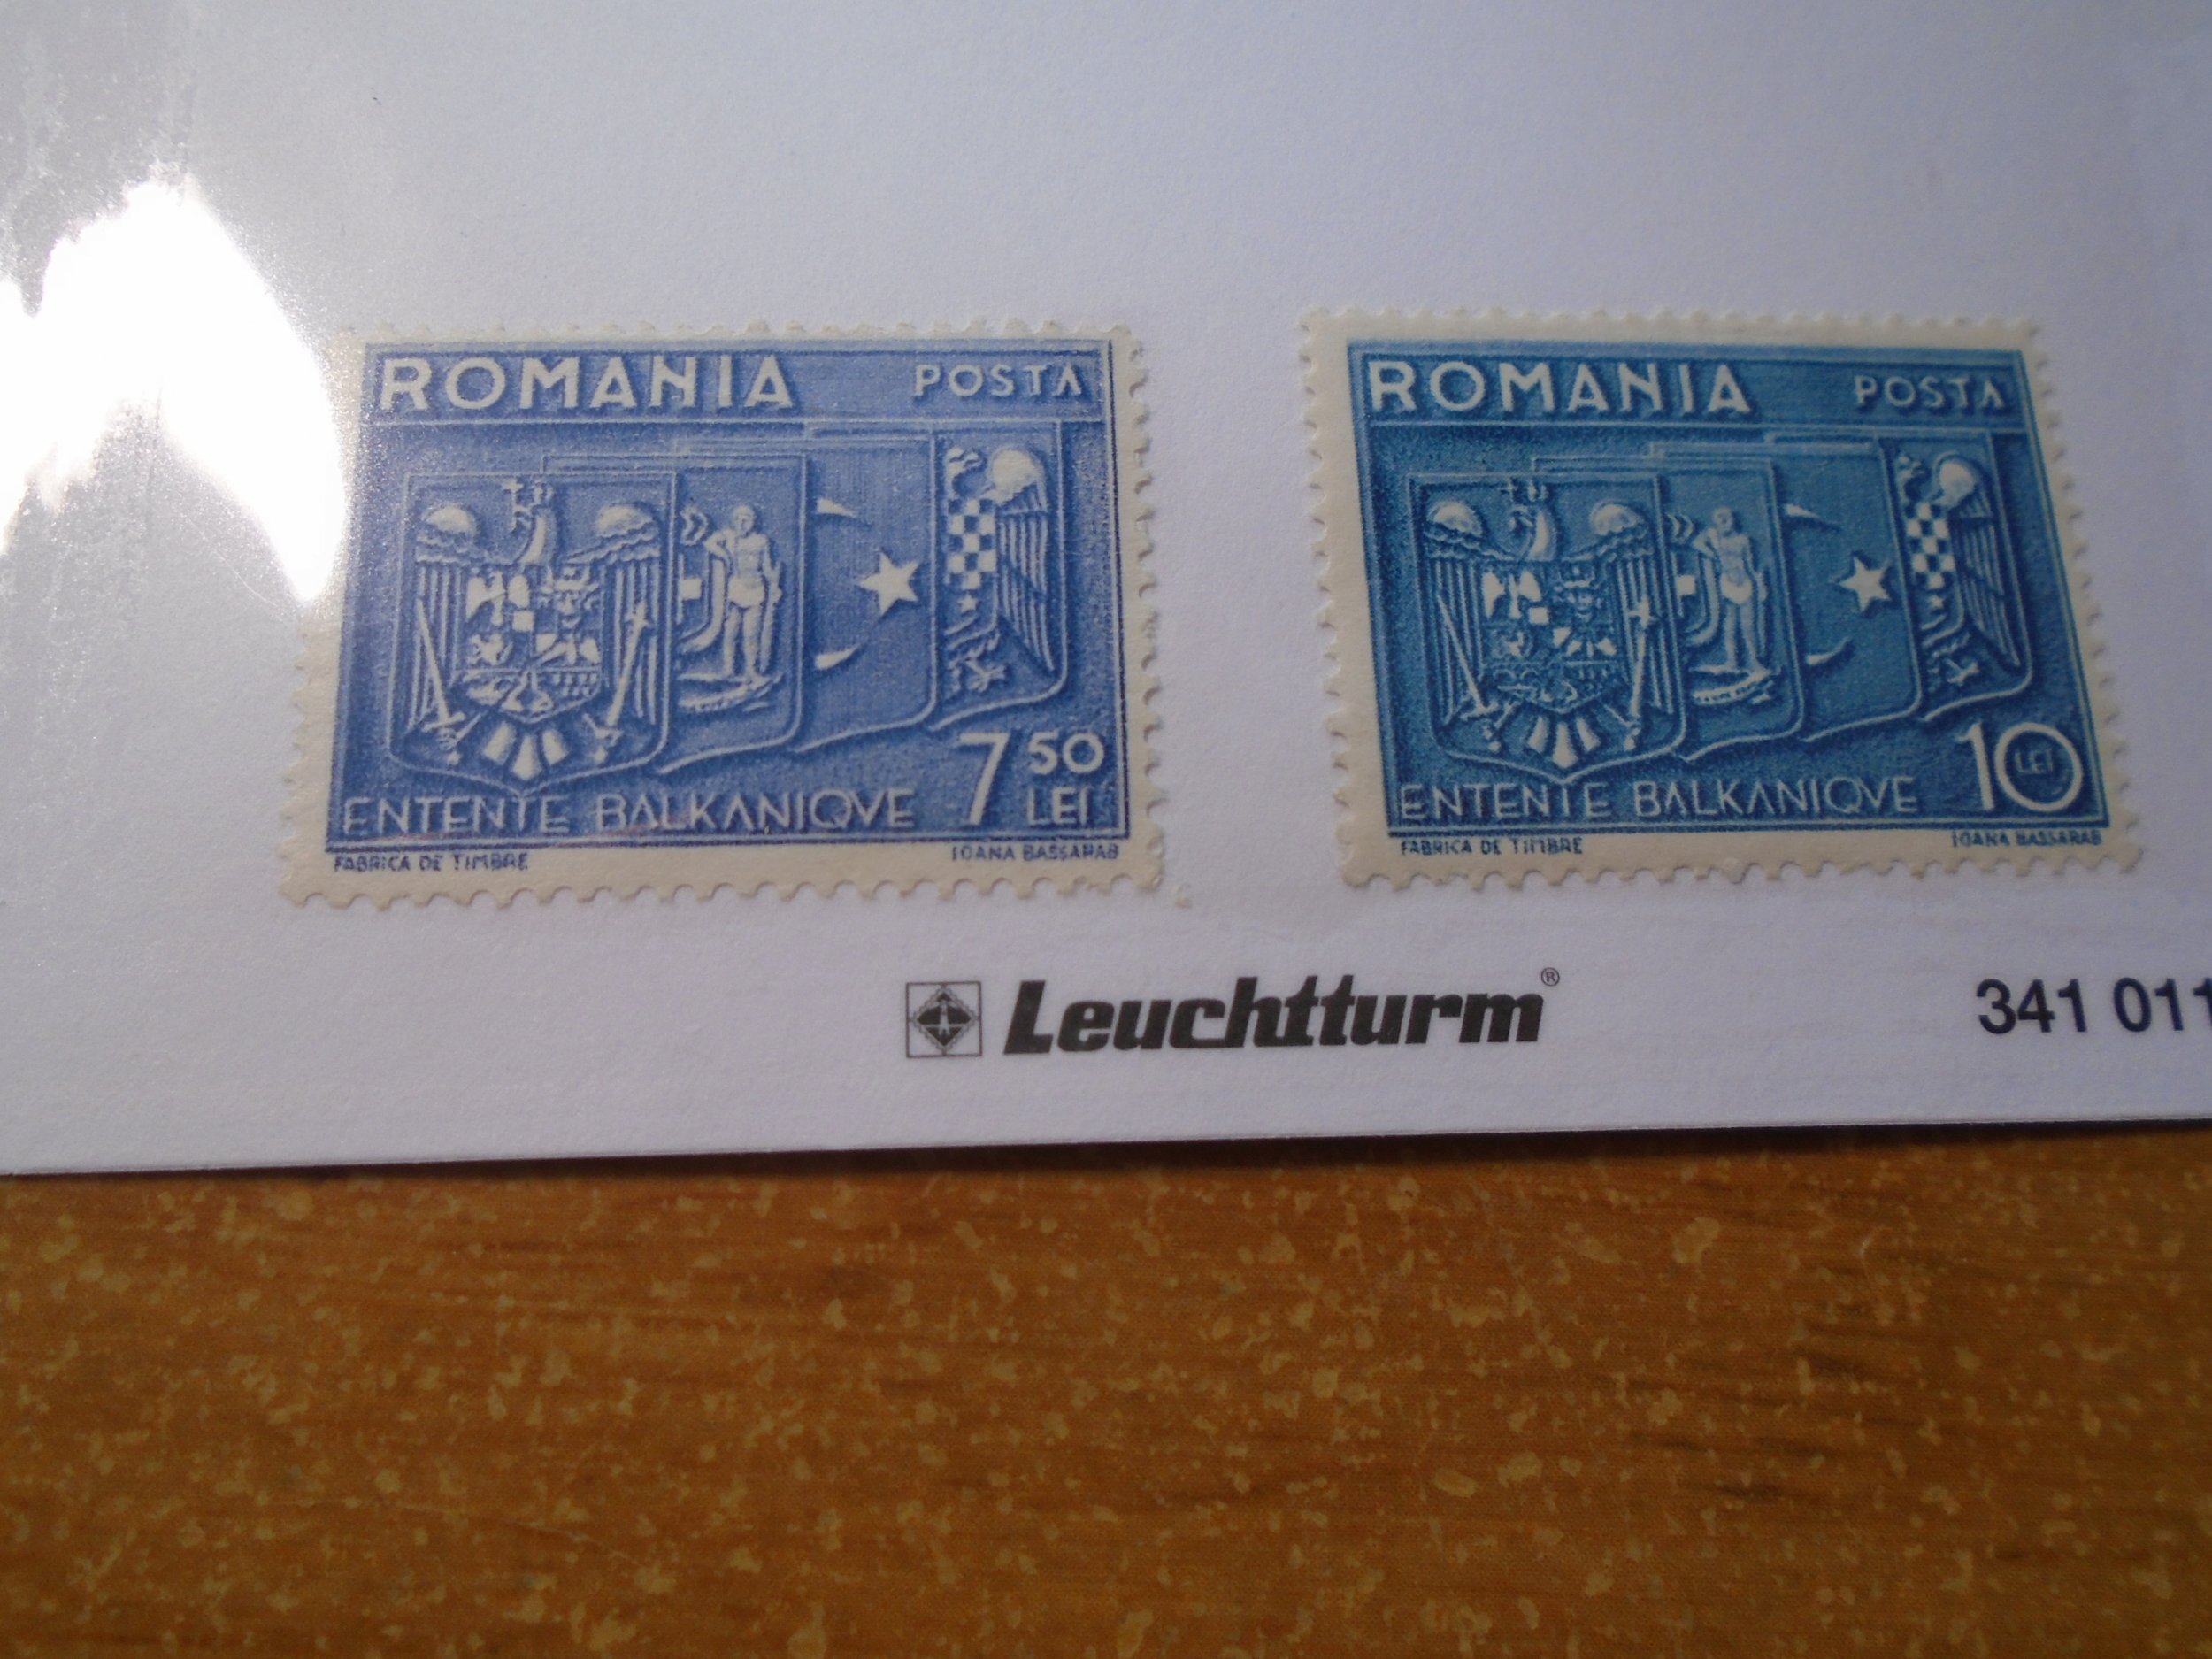 ROMANIA POSTA
7 50 LEI
ENTENTE BALKANIQVE
FABRICA DE TIMBRE IOANA BASSARAB
ROMANIA POSTA
10 LEI
ENTENTE BALKANIQVE
FABRICA DE TIMBRE IOANA BASSARAB
Leuchtturm®
341 011